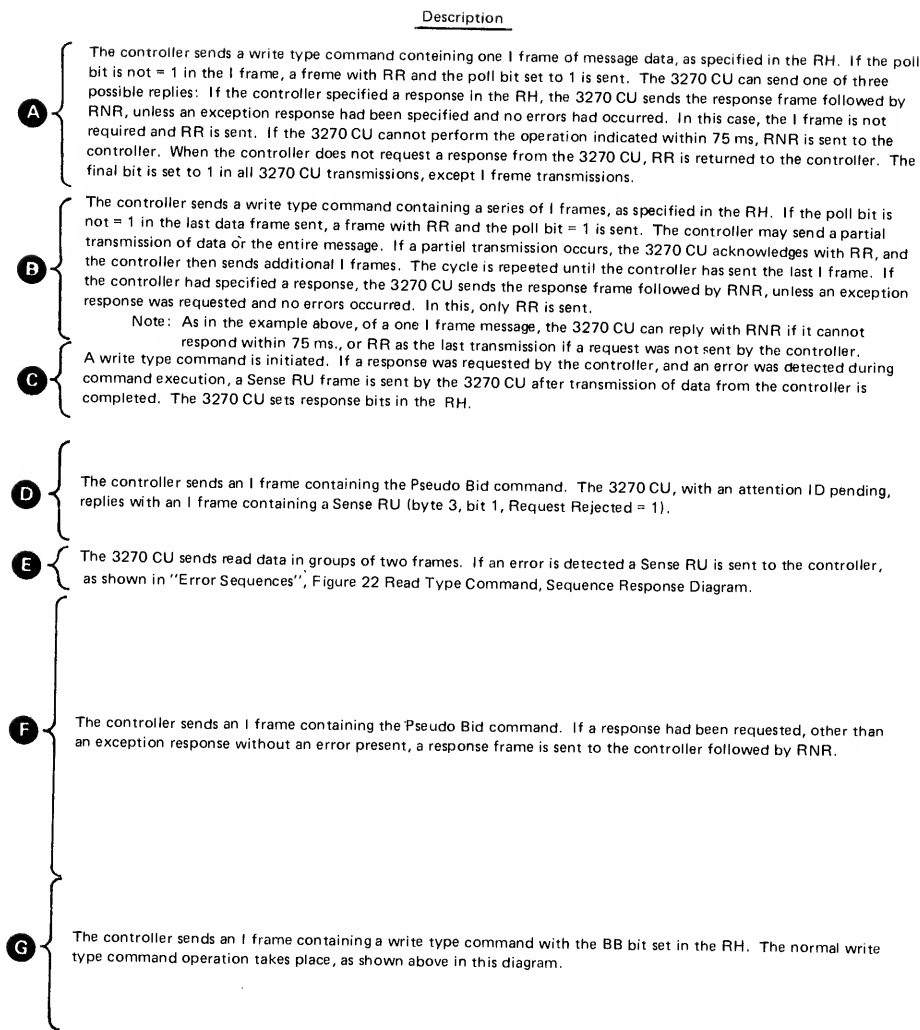 Description
A
The controller sends a write type command conteining one I frame of message data, as specified in the RH. If the poll
bit is not = 1 in the I frame, a freme with RR and the poll bit set to 1 is sent. The 3270 CU can send one of three
possible replies: If the controller specified a response in the RH, the 3270 CU sends the response frame followed by
RNR, unless an exception response had been specified and no errors had occurred. In this case, the I frame is not
required and RR is sent. If the 3270 CU cannot perform the operation indicated within 75 ms, RNR is sent to the
controller. When the controller does not request a response from the 3270 CU, RR is returned to the controller. The
final bit is set to 1 in all 3270 CU transmissions, except I freme transmissions.
B
The controller sends a write type command containing a series of I frames, as specified in the RH. If the poll bit is
not = 1 in the last data frame sent, a frame with RR and the poll bit = 1 is sent. The controller may send a partial
transmission of data or the entire message. If a partiel transmission occurs, the 3270 CU acknowledges with RR, and
the controller then sends additional I frames. The cycle is repeeted until the controller has sent the last I frame. If
the controller had specified a response, the 3270 CU sends the response frame followed by RNR, unless an exception
response was requested and no errors occurred. In this, only RR is sent.
Note: As in the example above, of a one I frame message, the 3270 CU can reply with RNR if it cannot
respond within 75 ms., or RR as the last transmission if a request was not sent by the controller.
C
A write type command is initiated. If a response was requested by the controller, and an error was detected during
command execution, a Sense RU frame is sent by the 3270 CU after transmission of data from the controller is
completed. The 3270 CU sets response bits in the RH.
D
The controller sends an I frame containing the Pseudo Bid command. The 3270 CU, with an attention ID pending,
replies with an I frame containing a Sense RU (byte 3, bit 1, Request Rejected = 1).
E
The 3270 CU sends read data in groups of two frames. If an error is detected a Sense RU is sent to the controller,
as shown in "Error Sequences", Figure 22 Read Type Command, Sequence Response Diagram.
F
The controller sends an I frame containing the Pseudo Bid command. If a response had been requested, other than
an exception response without an error present, a response frame is sent to the controller followed by RNR.
G
The controller sends an I frame containing a write type command with the BB bit set in the RH. The normal write
type command operation takes place, as shown above in this diagram.